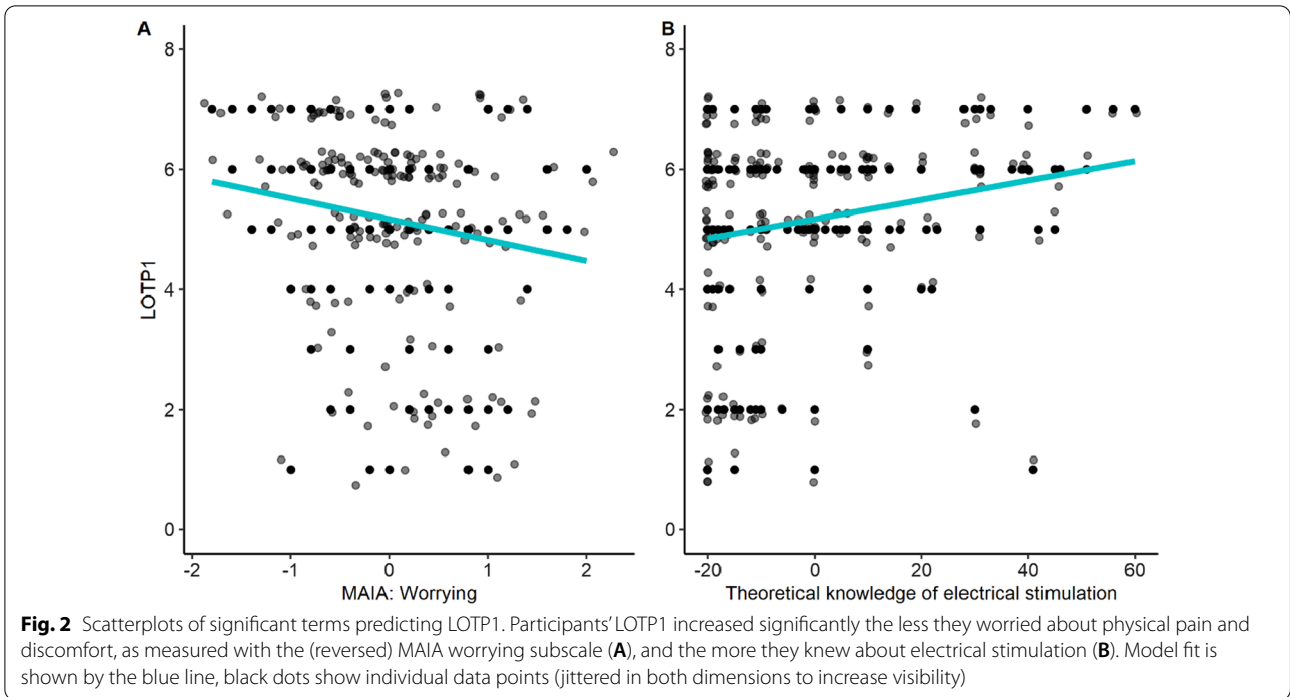 A
B
8
6
4
2
0
LOTP1
-2
-1
0
1
2
MAIA: Worrying
8
6
4
2
0
-20
0
20
40
60
Theoretical knowledge of electrical stimulation
Fig. 2 Scatterplots of significant terms predicting LOTP1. Participants' LOTP1 increased significantly the less they worried about physical pain and
discomfort, as measured with the (reversed) MAIA worrying subscale (A), and the more they knew about electrical stimulation (B). Model fit is
shown by the blue line, black dots show individual data points (jittered in both dimensions to increase visibility)